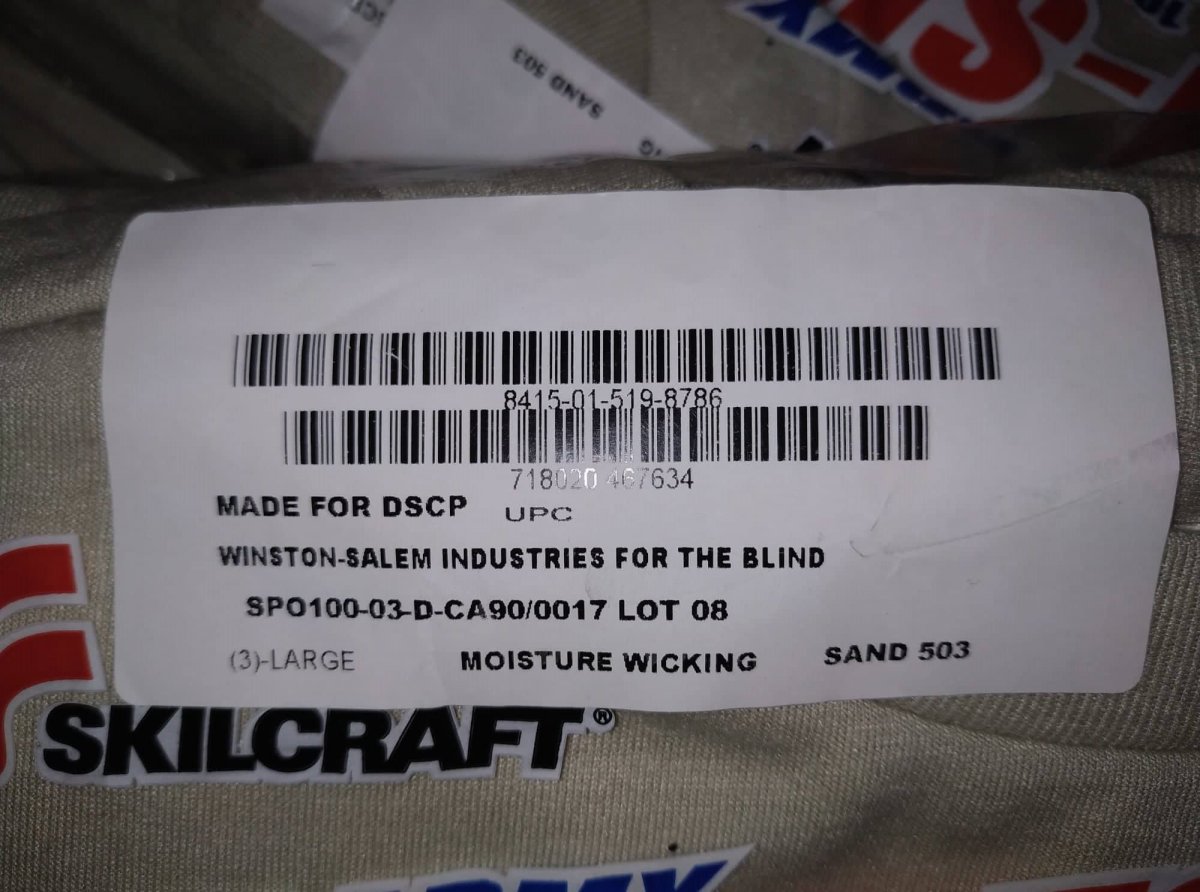 SAND 503
8415-01-519-8786
718020 467634
MADE FOR DSCP UPC
WINSTON-SALEM INDUSTRIES FOR THE BLIND
SPO100-03-D-CA90/0017 LOT 08
(3)-LARGE MOISTURE WICKING SAND 503
SKILCRAFT®